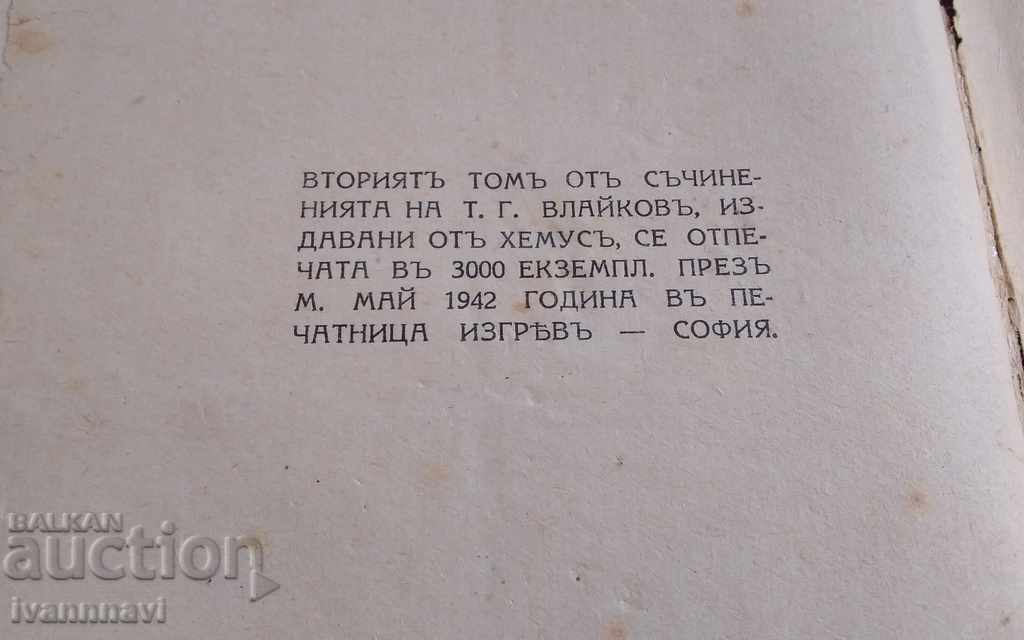 ВТОРИЯТЪ ТОМЪ ОТЪ СЪЧИНЕ-
НИЯТА НА Т. Г. ВЛАЙКОВЪ, ИЗ-
ДАВАНИ ОТЪ ХЕМУСЪ, СЕ ОТПЕ-
ЧАТА ВЪ 3000 ЕКЗЕМПЛ. ПРЕЗЪ
М. МАЙ 1942 ГОДИНА ВЪ ПЕ-
ЧАТНИЦА ИЗГРѢВЪ — СОФИЯ.
BALKAN
auction
ivannnavi